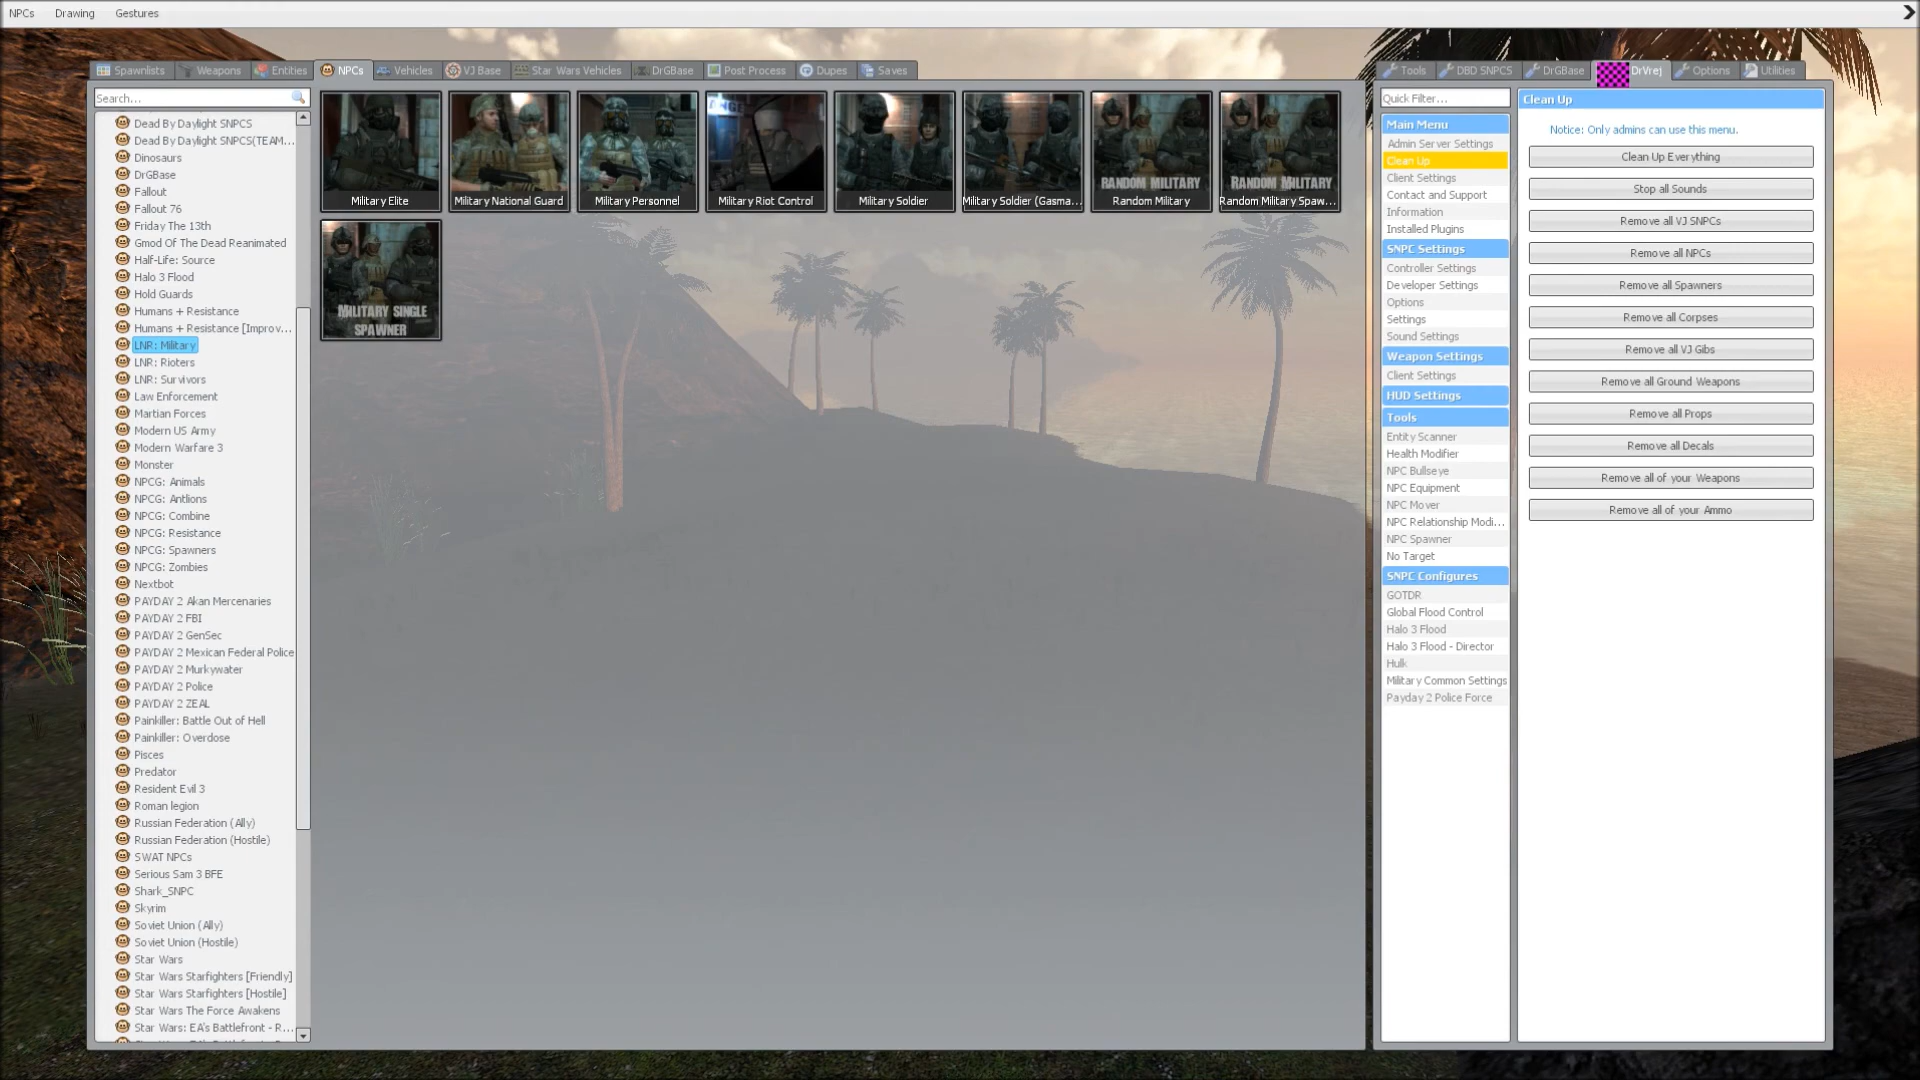 NPCs Drawing Gestures
Spawnlists Weapons Entities NPCs Vehicles VJ Base Star Wars Vehicles DrGBase Post Process Dupes Saves
Search...
Dead By Daylight SNPCS
Dead By Daylight SNPCS(TEAM...
Dinosaurs
DrGBase
Fallout
Fallout 76
Friday The 13th
Gmod Of The Dead Reanimated
Half-Life: Source
Halo 3 Flood
Hold Guards
Humans + Resistance
Humans + Resistance [Improv...
LNR: Military
LNR: Rioters
LNR: Survivors
Law Enforcement
Martian Forces
Modern US Army
Modern Warfare 3
Monster
NPCG: Animals
NPCG: Antlions
NPCG: Combine
NPCG: Resistance
NPCG: Spawners
NPCG: Zombies
Nextbot
PAYDAY 2 Akan Mercenaries
PAYDAY 2 FBI
PAYDAY 2 GenSec
PAYDAY 2 Mexican Federal Police
PAYDAY 2 Murkywater
PAYDAY 2 Police
PAYDAY 2 ZEAL
Painkiller: Battle Out of Hell
Painkiller: Overdose
Pisces
Predator
Resident Evil 3
Roman legion
Russian Federation (Ally)
Russian Federation (Hostile)
SWAT NPCs
Serious Sam 3 BFE
Shark_SNPC
Skyrim
Soviet Union (Ally)
Soviet Union (Hostile)
Star Wars
Star Wars Starfighters [Friendly]
Star Wars Starfighters [Hostile]
Star Wars The Force Awakens
Star Wars: EA's Battlefront - R...
RANDOM MILITARY RANDOM MILITARY
Military Elite Military National Guard Military Personnel Military Riot Control Military Soldier Military Soldier (Gasma... Random Military Random Military Spaw...
MILITARY SINGLE
SPAWNER
Tools DBD SNPCS DrGBase DrVrej Options Utilities
Quick Filter...
Main Menu
Admin Server Settings
Clean Up
Client Settings
Contact and Support
Information
Installed Plugins
SNPC Settings
Controller Settings
Developer Settings
Options
Settings
Sound Settings
Weapon Settings
Client Settings
HUD Settings
Tools
Entity Scanner
Health Modifier
NPC Bullseye
NPC Equipment
NPC Mover
NPC Relationship Modi...
NPC Spawner
No Target
SNPC Configures
GOTDR
Global Flood Control
Halo 3 Flood
Halo 3 Flood - Director
Hulk
Military Common Settings
Payday 2 Police Force
Clean Up
Notice: Only admins can use this menu.
Clean Up Everything
Stop all Sounds
Remove all VJ SNPCs
Remove all NPCs
Remove all Spawners
Remove all Corpses
Remove all VJ Gibs
Remove all Ground Weapons
Remove all Props
Remove all Decals
Remove all of your Weapons
Remove all of your Ammo